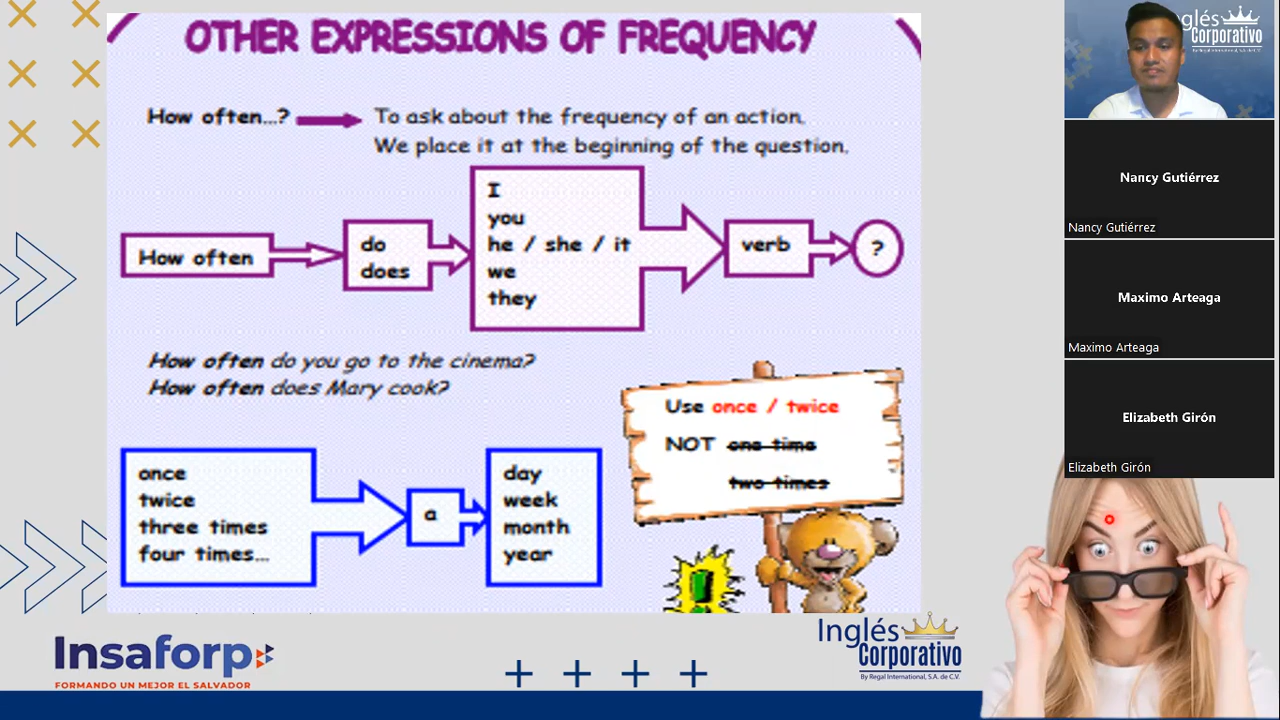 OTHER EXPRESSIONS OF FREQUENCY
How often...?
To ask about the frequency of an action.
We place it at the beginning of the question.
How often
do
does
I
you
he / she / it
we
they
verb
?
How often do you go to the cinema?
How often does Mary cook?
once
twice
three times
four times...
a
day
week
month
year
Use once / twice
NOT one time
two times
!
Insaforp
FORMANDO UN MEJOR EL SALVADOR
Inglés
Corporativo
By Regal International, S.A. de C.V.
glés
Corporativo
By Regal International, S.A. de C.V.
Nancy Gutiérrez
Nancy Gutiérrez
Maximo Arteaga
Maximo Arteaga
Elizabeth Girón
Elizabeth Girón